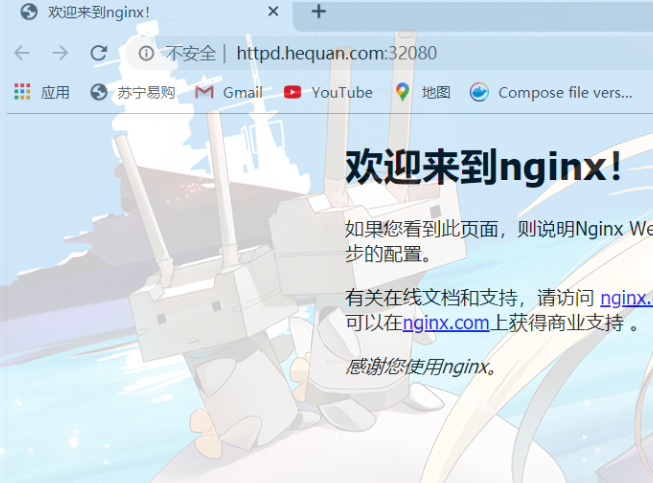 欢迎来到nginx!
不安全 | httpd.hequan.com:32080
应用 苏宁易购 Gmail YouTube 地图 Compose file vers...
欢迎来到nginx!
如果您看到此页面，则说明Nginx We
步的配置。
有关在线文档和支持，请访问 nginx.
可以在nginx.com上获得商业支持 。
感谢您使用nginx。